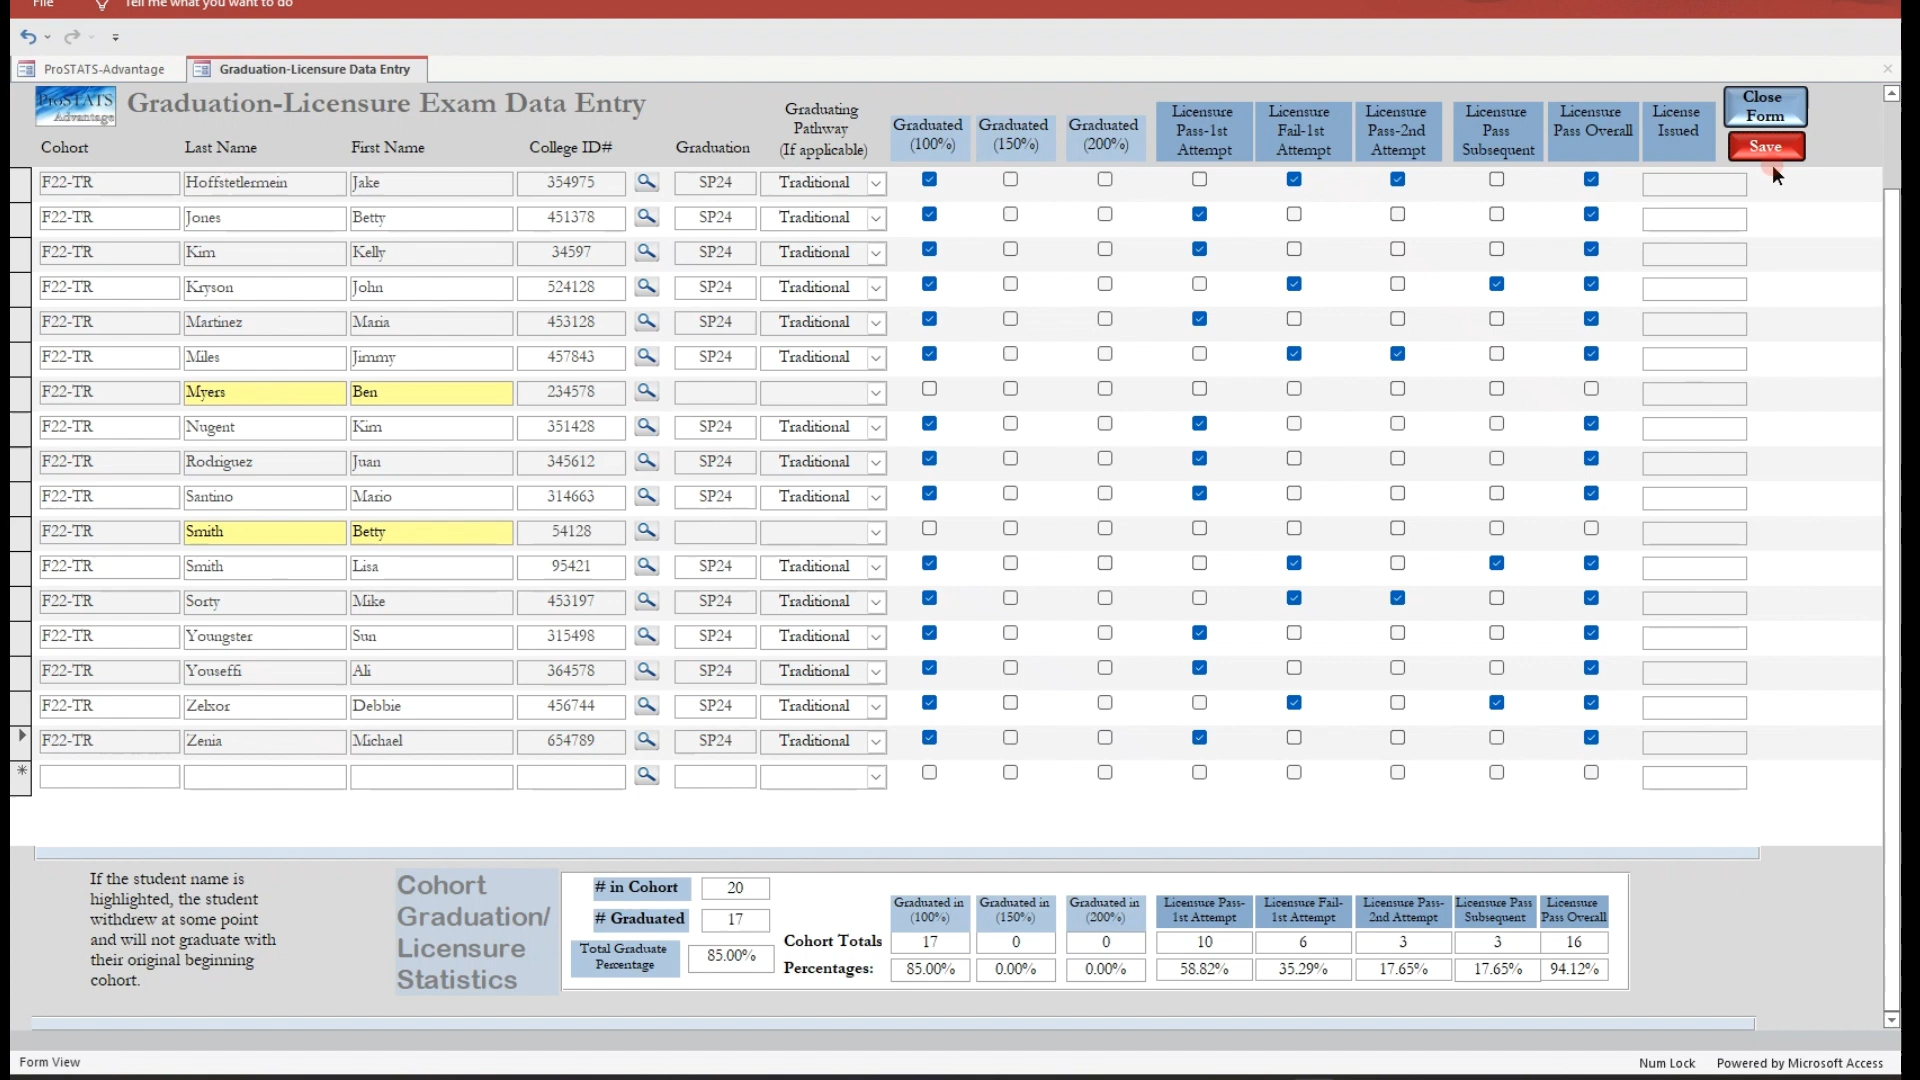 File Tell me what you want to do
ProSTATS-Advantage Graduation-Licensure Data Entry
ProSTATS
Advantage
Graduation-Licensure Exam Data Entry
Cohort Last Name First Name College ID# Graduation
Graduating
Pathway
(If applicable)
Graduated
(100%)
Graduated
(150%)
Graduated
(200%)
Licensure
Pass-1st
Attempt
Licensure
Fail-1st
Attempt
Licensure
Pass-2nd
Attempt
Licensure
Pass
Subsequent
Licensure
Pass Overall
License
Issued
Close
Form
Save
F22-TR Hoffstetlermein Jake 354975 SP24 Traditional
F22-TR Jones Betty 451378 SP24 Traditional
F22-TR Kim Kelly 34597 SP24 Traditional
F22-TR Kryson John 524128 SP24 Traditional
F22-TR Martinez Maria 453128 SP24 Traditional
F22-TR Miles Jimmy 457843 SP24 Traditional
F22-TR Myers Ben 234578
F22-TR Nugent Kim 351428 SP24 Traditional
F22-TR Rodriguez Juan 345612 SP24 Traditional
F22-TR Santino Mario 314663 SP24 Traditional
F22-TR Smith Betty 54128
F22-TR Smith Lisa 95421 SP24 Traditional
F22-TR Sorty Mike 453197 SP24 Traditional
F22-TR Youngster Sun 315498 SP24 Traditional
F22-TR Youseffi Ali 364578 SP24 Traditional
F22-TR Zelxor Debbie 456744 SP24 Traditional
F22-TR Zenia Michael 654789 SP24 Traditional
If the student name is
highlighted, the student
withdrew at some point
and will not graduate with
their original beginning
cohort.
Cohort
Graduation/
Licensure
Statistics
# in Cohort 20
# Graduated 17
Total Graduate
Percentage
85.00%
Graduated in
(100%)
Graduated in
(150%)
Graduated in
(200%)
Licensure Pass-
1st Attempt
Licensure Fail-
1st Attempt
Licensure Pass-
2nd Attempt
Licensure Pass
Subsequent
Licensure
Pass Overall
Cohort Totals 17 0 0 10 6 3 3 16
Percentages: 85.00% 0.00% 0.00% 58.82% 35.29% 17.65% 17.65% 94.12%
Form View Num Lock Powered by Microsoft Access